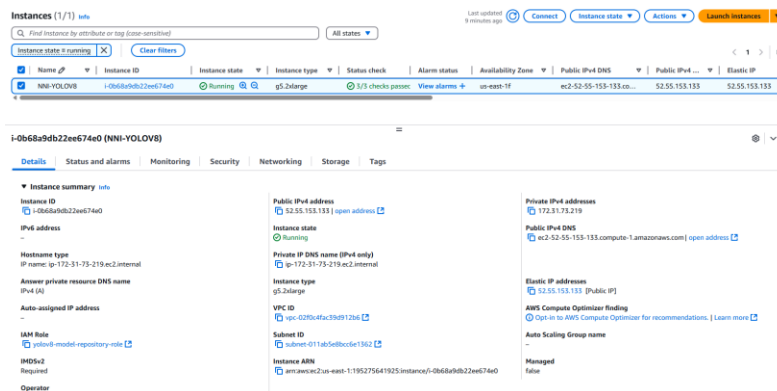 Instances (1/1) Info
Last updated 9 minutes ago
Connect
Instance state
Actions
Launch instances
Find Instance by attribute or tag (case-sensitive)
All states
Instance state = running
Clear filters
1
Name Instance ID Instance state Instance type Status check Alarm status Availability Zone Public IPv4 DNS Public IPv4 ... Elastic IP
NNI-YOLOV8 i-0b68a9db22ee674e0 Running g5.2xlarge 3/3 checks passec View alarms + us-east-1f ec2-52-55-153-133.co... 52.55.153.133 52.55.153.133
i-0b68a9db22ee674e0 (NNI-YOLOV8)
Details Status and alarms Monitoring Security Networking Storage Tags
Instance summary Info
Instance ID
i-0b68a9db22ee674e0
Public IPv4 address
52.55.153.133 | open address
Private IPv4 addresses
172.31.73.219
IPv6 address
–
Instance state
Running
Public IPv4 DNS
ec2-52-55-153-133.compute-1.amazonaws.com | open address
Hostname type
IP name: ip-172-31-73-219.ec2.internal
Private IP DNS name (IPv4 only)
ip-172-31-73-219.ec2.internal
Answer private resource DNS name
IPv4 (A)
Instance type
g5.2xlarge
Elastic IP addresses
52.55.153.133 [Public IP]
Auto-assigned IP address
–
VPC ID
vpc-02f0c4fac39d912b6
AWS Compute Optimizer finding
Opt-in to AWS Compute Optimizer for recommendations. | Learn more
IAM Role
yolov8-model-repository-role
Subnet ID
subnet-011ab5e8bcc6e1362
Auto Scaling Group name
–
IMDSv2
Required
Instance ARN
arn:aws:ec2:us-east-1:195275641925:instance/i-0b68a9db22ee674e0
Managed
false
Operator